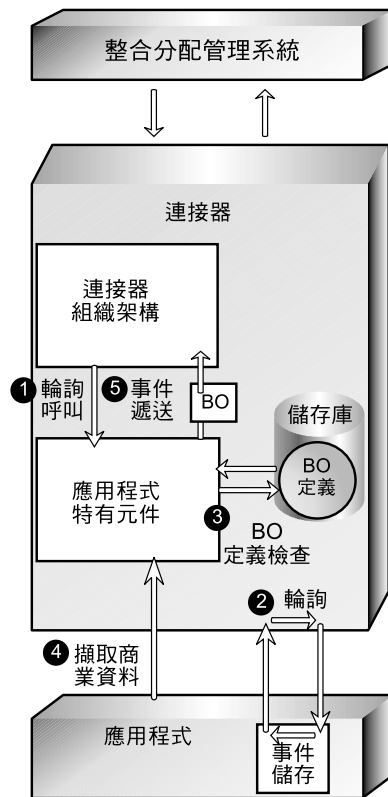 整合分配管理系統
連接器
連接器
組織架構
1 輪詢
呼叫
5 事件
遞送
BO
儲存庫
BO
定義
應用程式
特有元件
3
BO
定義檢查
2 輪詢
4 擷取商
業資料
應用程式
事件
儲存